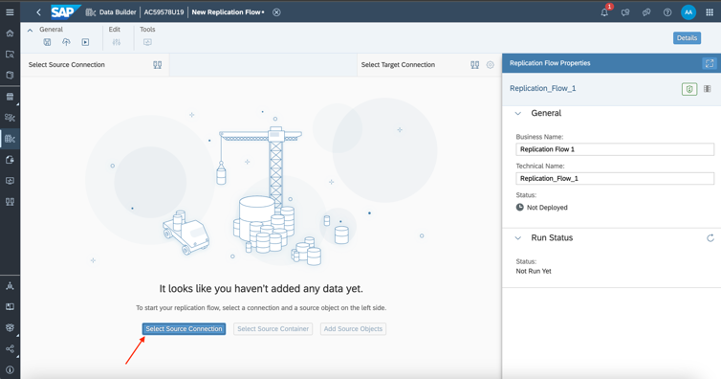 SAP Data Builder AC59578U19 New Replication Flow•
1
AA
General Edit Tools
Details
Select Source Connection
Select Target Connection
Replication Flow Properties
Replication_Flow_1
General
Business Name:
Replication Flow 1
Technical Name:
Replication_Flow_1
Status:
Not Deployed
Run Status
Status:
Not Run Yet
It looks like you haven't added any data yet.
To start your replication flow, select a connection and a source object on the left side.
Select Source Connection Select Source Container Add Source Objects